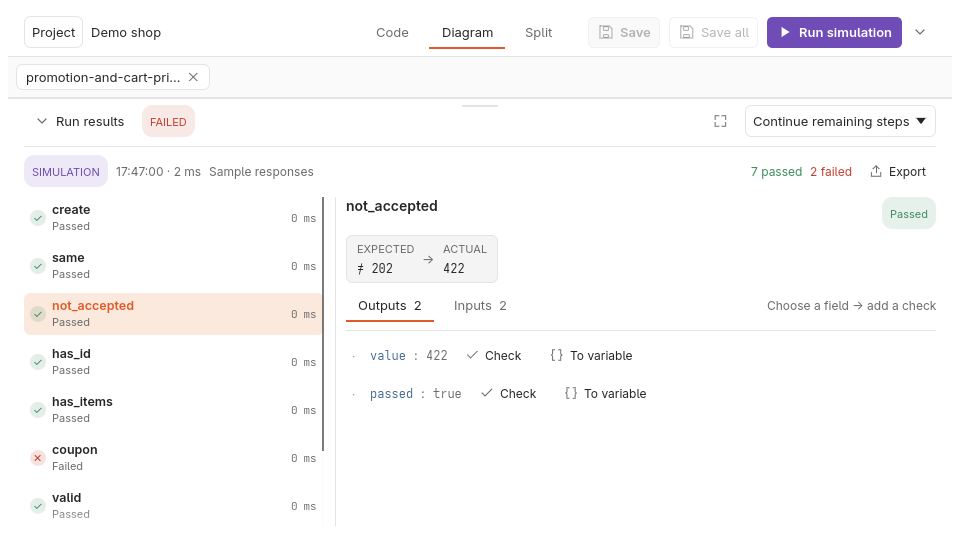 Project Demo shop Code Diagram Split Save Save all Run simulation
promotion-and-cart-pri...
Run results FAILED Continue remaining steps
SIMULATION 17:47:00 · 2 ms Sample responses 7 passed 2 failed Export
create
Passed
0 ms
same
Passed
0 ms
not_accepted
Passed
0 ms
has_id
Passed
0 ms
has_items
Passed
0 ms
coupon
Failed
0 ms
valid
Passed
0 ms
not_accepted Passed
EXPECTED → ACTUAL
≠ 202 422
Outputs 2 Inputs 2 Choose a field → add a check
· value : 422 Check {} To variable
· passed : true Check {} To variable